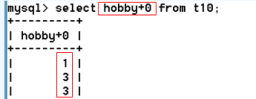 mysql> select hobby+0 from t10;
+---------+
| hobby+0 |
+---------+
| 1 |
| 3 |
| 3 |